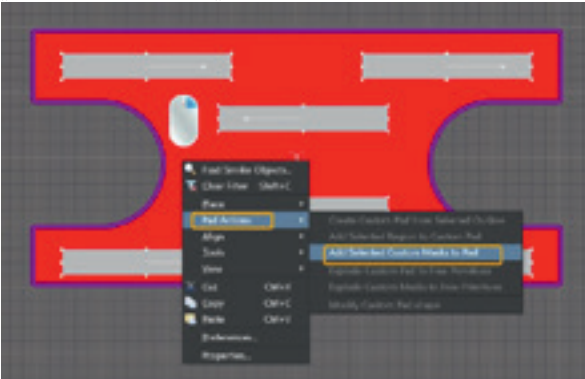 Find Similar Objects...
Clear Filter Shift+C
Place
Pad Actions
Align
Tools
View
Cut Ctrl+X
Copy Ctrl+C
Paste Ctrl+V
Preferences...
Properties...
Create Custom Pad from Selected Outline
Add Selected Region to Custom Pad
Add Selected Custom Masks to Pad
Explode Custom Pad to Free Primitives
Explode Custom Masks to Free Primitives
Modify Custom Pad shape